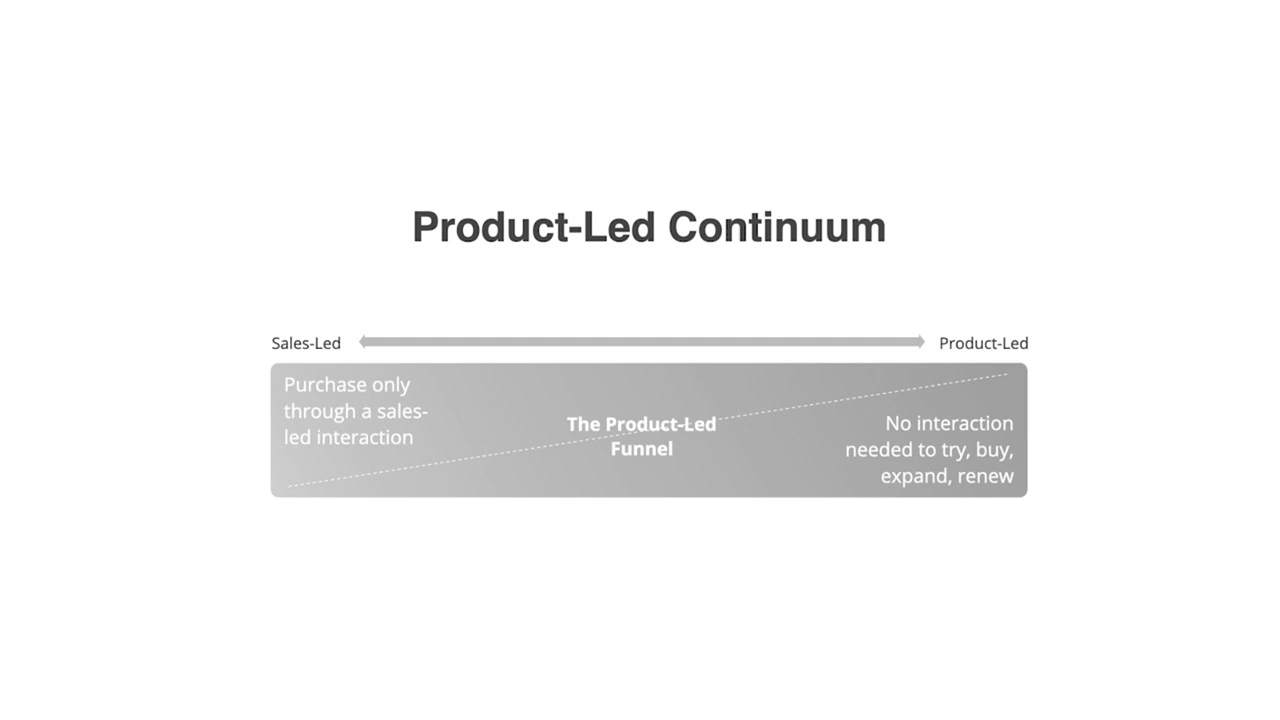 Product-Led Continuum
Sales-Led
Product-Led
Purchase only
through a sales-
led interaction
The Product-Led
Funnel
No interaction
needed to try, buy,
expand, renew